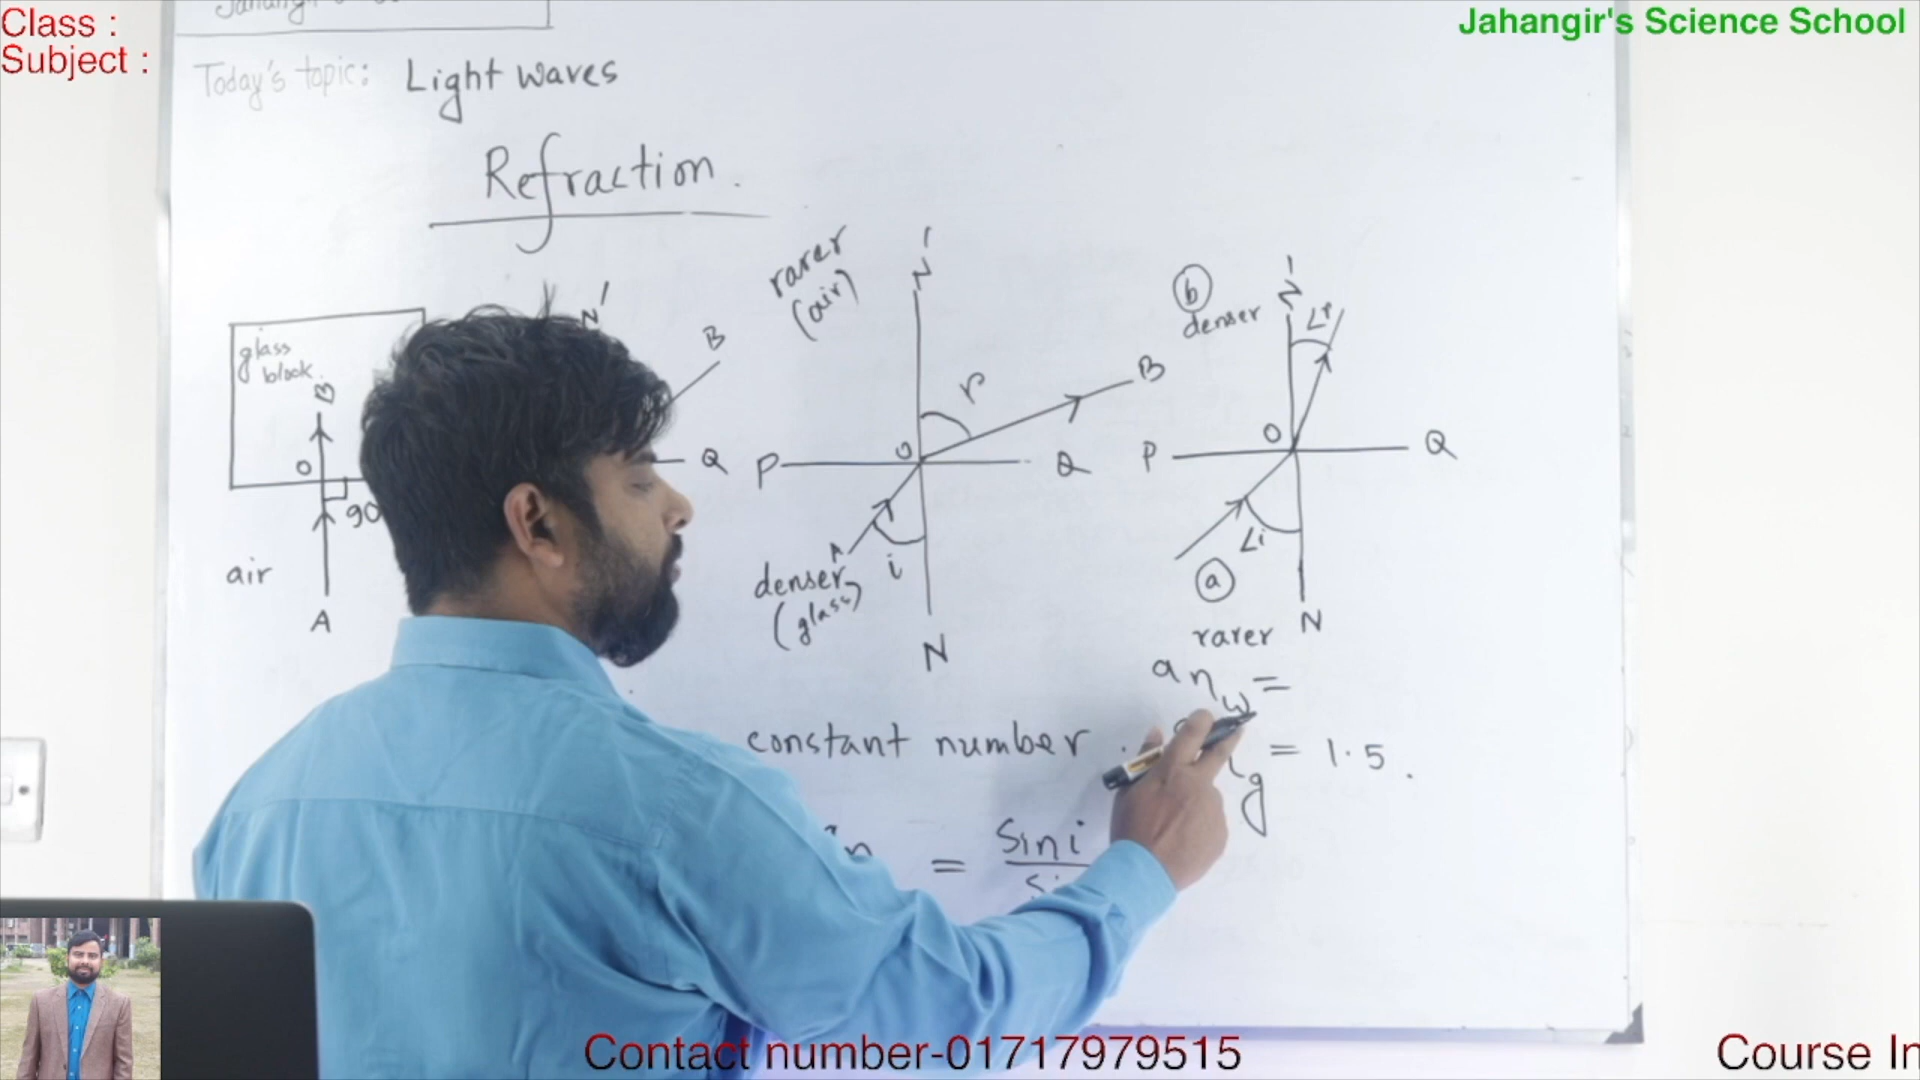 Class :
Subject :
Jahangir's Science School
Today's topic: Light waves
Refraction.
glass
block.
B
O
90
air
A
N'
B
Q
rarer
(air)
N'
r
B
P
O
Q
A
i
denser
(glass)
N
b
denser
N'
∠r
O
P
Q
∠i
a
rarer
N
aηw =
constant number .
g = 1.5 .
= Sin i
Contact number-01717979515
Course In